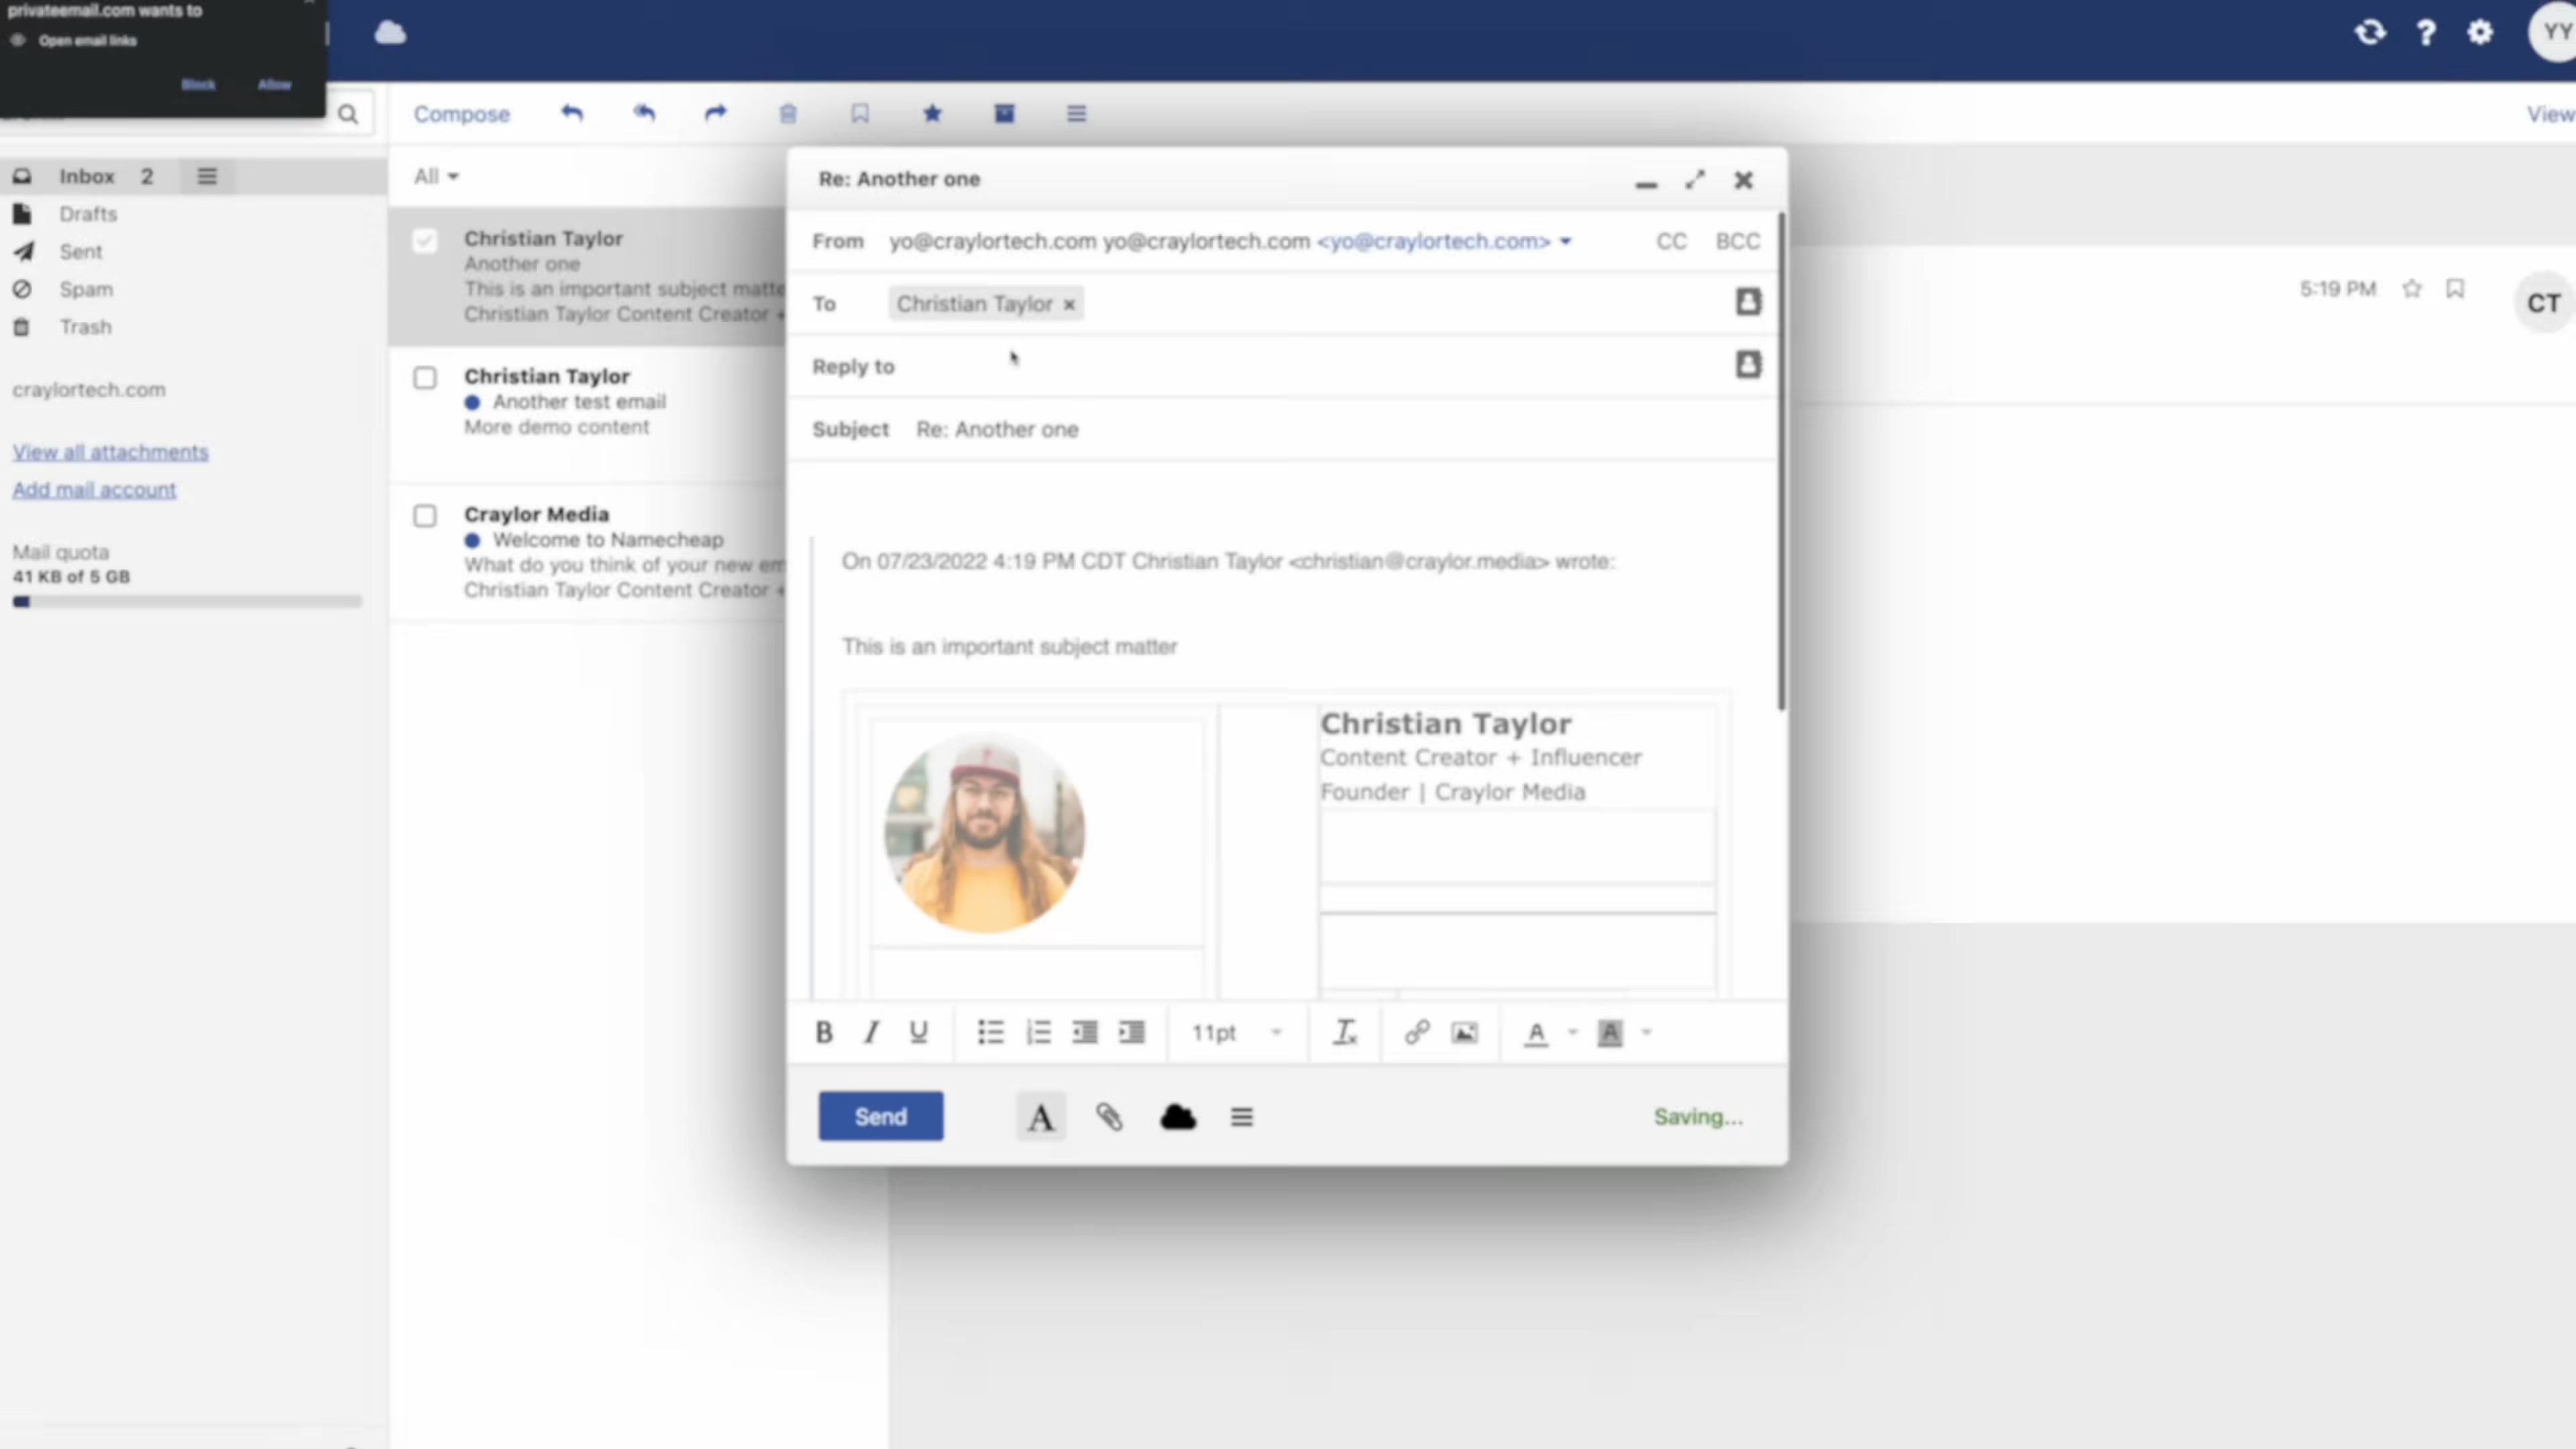 privateemail.com wants to
Open email links
Block
Allow
YY
Compose
View
Inbox 2
Drafts
Sent
Spam
Trash
craylortech.com
View all attachments
Add mail account
Mail quota
41 KB of 5 GB
All
Christian Taylor
Another one
This is an important subject matte
Christian Taylor Content Creator +
Christian Taylor
Another test email
More demo content
Craylor Media
Welcome to Namecheap
What do you think of your new em
Christian Taylor Content Creator +
Re: Another one
From yo@craylortech.com yo@craylortech.com <yo@craylortech.com> CC BCC
To Christian Taylor ×
Reply to
Subject Re: Another one
On 07/23/2022 4:19 PM CDT Christian Taylor <christian@craylor.media> wrote:
This is an important subject matter
Christian Taylor
Content Creator + Influencer
Founder | Craylor Media
B I U 11pt A A
Send A Saving...
5:19 PM
CT